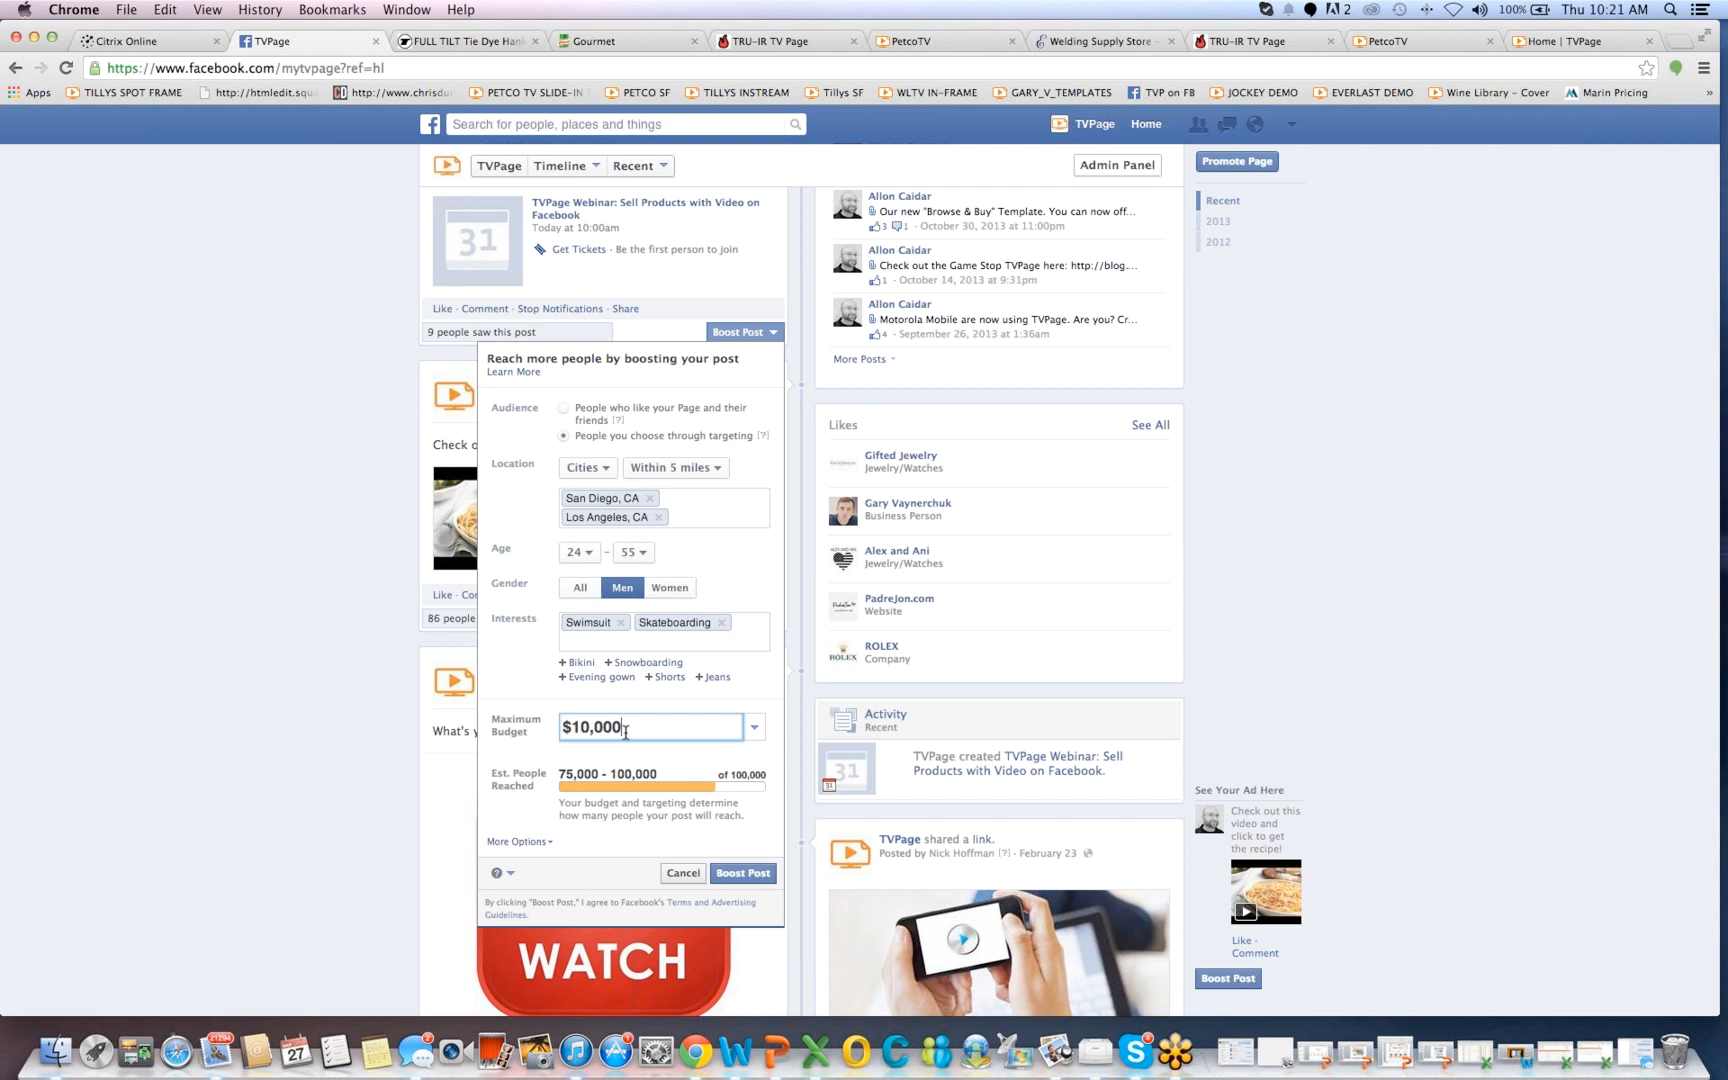 Chrome File Edit View History Bookmarks Window Help
2 100% Thu 10:21 AM
Citrix Online
TVPage
FULL TILT Tie Dye Han
Gourmet
TRU-IR TV Page
PetcoTV
Welding Supply Store –
TRU-IR TV Page
PetcoTV
Home | TVPage
https://www.facebook.com/mytvpage?ref=hl
Apps TILLYS SPOT FRAME http://htmledit.squa http://www.chrisdu PETCO TV SLIDE-IN PETCO SF TILLYS INSTREAM Tillys SF WLTV IN-FRAME GARY_V_TEMPLATES TVP on FB JOCKEY DEMO EVERLAST DEMO Wine Library – Cover Marin Pricing »
Search for people, places and things
TVPage Home
TVPage Timeline Recent
Admin Panel
Promote Page
Recent
2013
2012
31
TVPage Webinar: Sell Products with Video on
Facebook
Today at 10:00am
Get Tickets · Be the first person to join
Like · Comment · Stop Notifications · Share
9 people saw this post
Boost Post
Reach more people by boosting your post
Learn More
Audience
People who like your Page and their
friends [?]
People you choose through targeting [?]
Location
Cities
Within 5 miles
San Diego, CA ×
Los Angeles, CA ×
Age
24 – 55
Gender
All Men Women
Interests
Swimsuit × Skateboarding ×
+ Bikini + Snowboarding
+ Evening gown + Shorts + Jeans
Maximum
Budget
$10,000
Est. People
Reached
75,000 – 100,000 of 100,000
Your budget and targeting determine
how many people your post will reach.
More Options
Cancel
Boost Post
By clicking "Boost Post," I agree to Facebook's Terms and Advertising
Guidelines.
Check o
Like · Co
86 people
What's y
WATCH
Allon Caidar
Our new "Browse & Buy" Template. You can now off...
3 1 · October 30, 2013 at 11:00pm
Allon Caidar
Check out the Game Stop TVPage here: http://blog....
1 · October 14, 2013 at 9:31pm
Allon Caidar
Motorola Mobile are now using TVPage. Are you? Cr...
4 · September 26, 2013 at 1:36am
More Posts
Likes See All
Gifted Jewelry
Jewelry/Watches
Gary Vaynerchuk
Business Person
Alex and Ani
Jewelry/Watches
PadreJon.com
Website
ROLEX
ROLEX
Company
Activity
Recent
31
31
TVPage created TVPage Webinar: Sell
Products with Video on Facebook.
TVPage shared a link.
Posted by Nick Hoffman [?] · February 23
See Your Ad Here
Check out this
video and
click to get
the recipe!
Like ·
Comment
Boost Post
21294
27
2
1
4